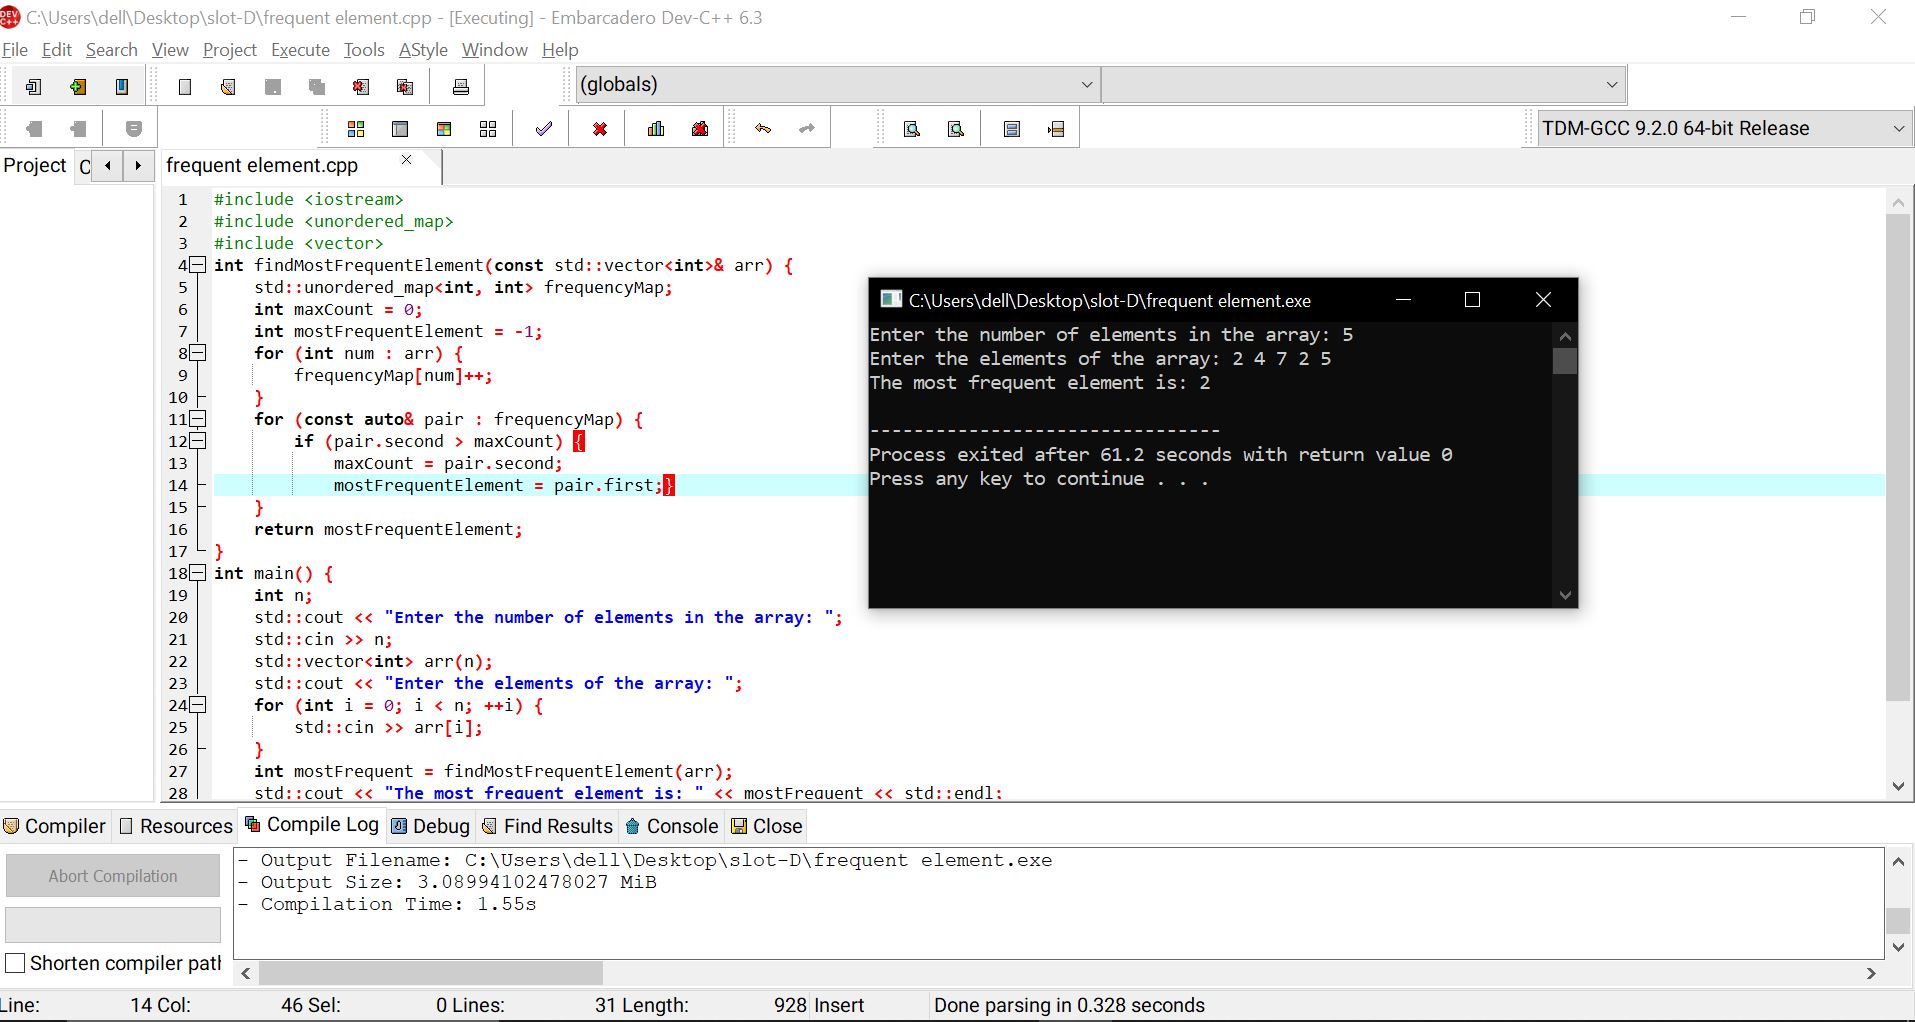 C:\Users\dell\Desktop\slot-D\frequent element.cpp - [Executing] - Embarcadero Dev-C++ 6.3
File Edit Search View Project Execute Tools AStyle Window Help
(globals)
TDM-GCC 9.2.0 64-bit Release
Project C
frequent element.cpp
1 #include <iostream>
2 #include <unordered_map>
3 #include <vector>
4 int findMostFrequentElement(const std::vector<int>& arr) {
5 std::unordered_map<int, int> frequencyMap;
6 int maxCount = 0;
7 int mostFrequentElement = -1;
8 for (int num : arr) {
9 frequencyMap[num]++;
10 }
11 for (const auto& pair : frequencyMap) {
12 if (pair.second > maxCount) {
13 maxCount = pair.second;
14 mostFrequentElement = pair.first;}
15 }
16 return mostFrequentElement;
17 }
18 int main() {
19 int n;
20 std::cout << "Enter the number of elements in the array: ";
21 std::cin >> n;
22 std::vector<int> arr(n);
23 std::cout << "Enter the elements of the array: ";
24 for (int i = 0; i < n; ++i) {
25 std::cin >> arr[i];
26 }
27 int mostFrequent = findMostFrequentElement(arr);
28 std::cout << "The most frequent element is: " << mostFrequent << std::endl;
C:\Users\dell\Desktop\slot-D\frequent element.exe
Enter the number of elements in the array: 5
Enter the elements of the array: 2 4 7 2 5
The most frequent element is: 2
--------------------------------
Process exited after 61.2 seconds with return value 0
Press any key to continue . . .
Compiler Resources Compile Log Debug Find Results Console Close
Abort Compilation
Shorten compiler path
- Output Filename: C:\Users\dell\Desktop\slot-D\frequent element.exe
- Output Size: 3.08994102478027 MiB
- Compilation Time: 1.55s
Line: 14 Col: 46 Sel: 0 Lines: 31 Length: 928 Insert Done parsing in 0.328 seconds